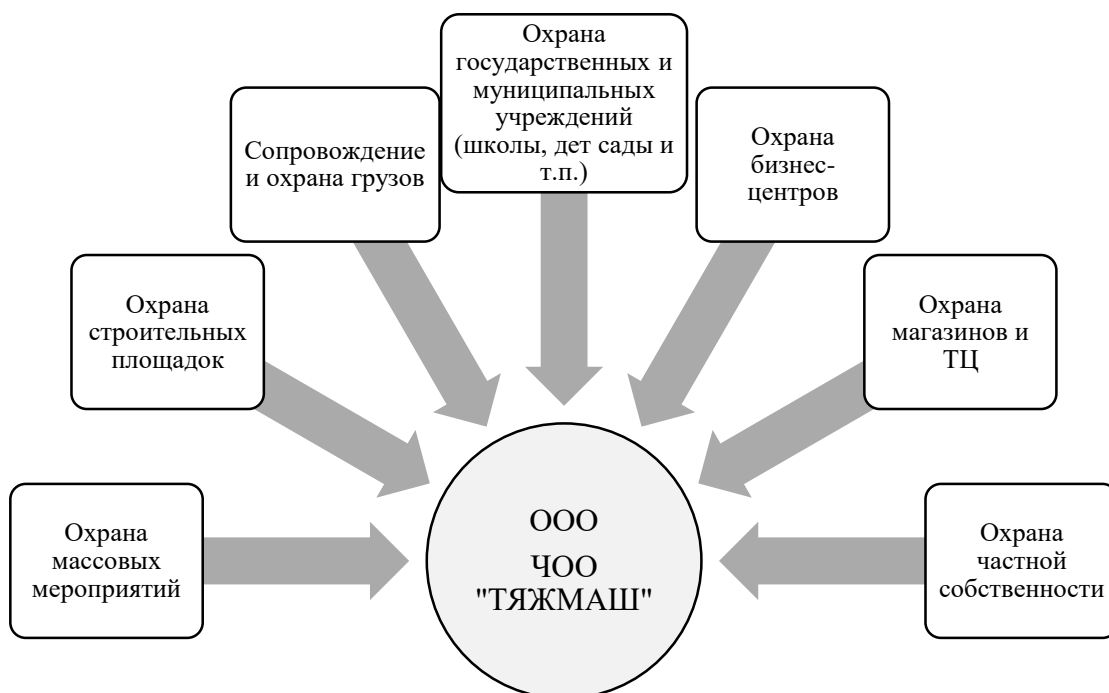 Охрана
массовых
мероприятий
Охрана
строительных
площадок
Сопровождение
и охрана грузов
Охрана
государственных и
муниципальных
учреждений
(школы, дет сады и
т.п.)
Охрана
бизнес-
центров
Охрана
магазинов и
ТЦ
Охрана
частной
собственности
ООО
ЧОО
"ТЯЖМАШ"